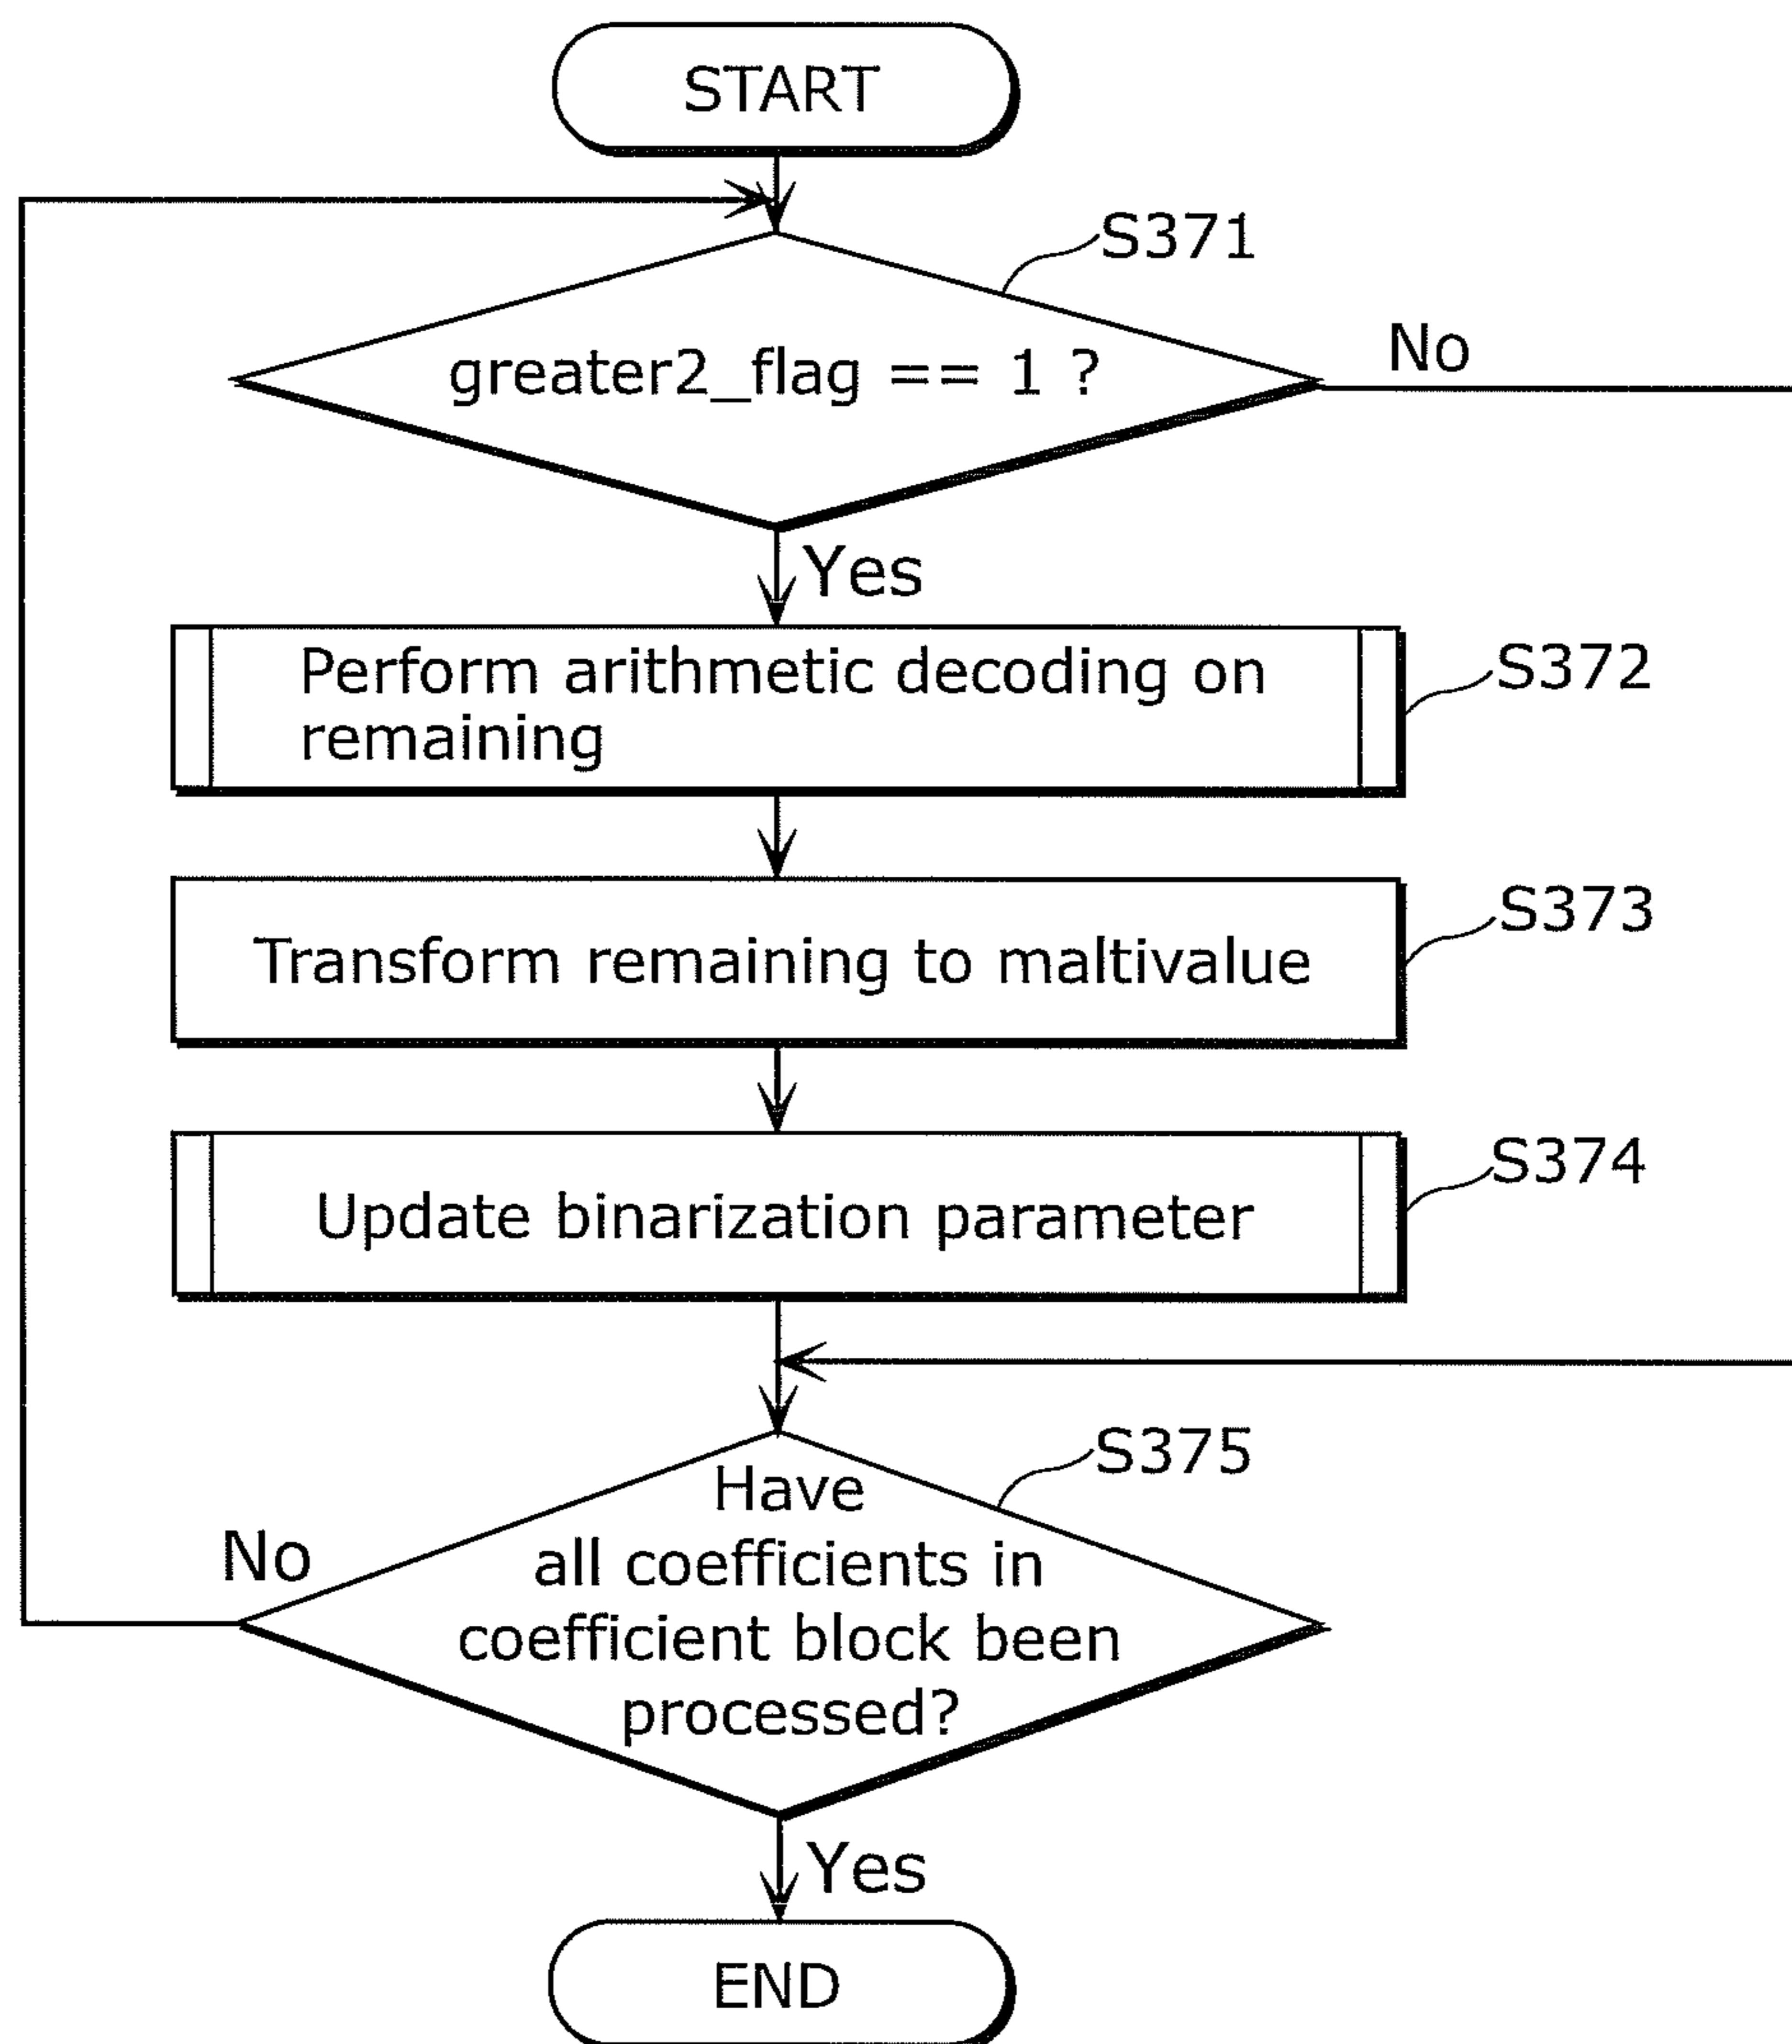 START
S371
greater2_flag == 1 ?
No
Yes
Perform arithmetic decoding on
remaining
S372
Transform remaining to maltivalue
S373
Update binarization parameter
S374
S375
Have
all coefficients in
coefficient block been
processed?
No
Yes
END